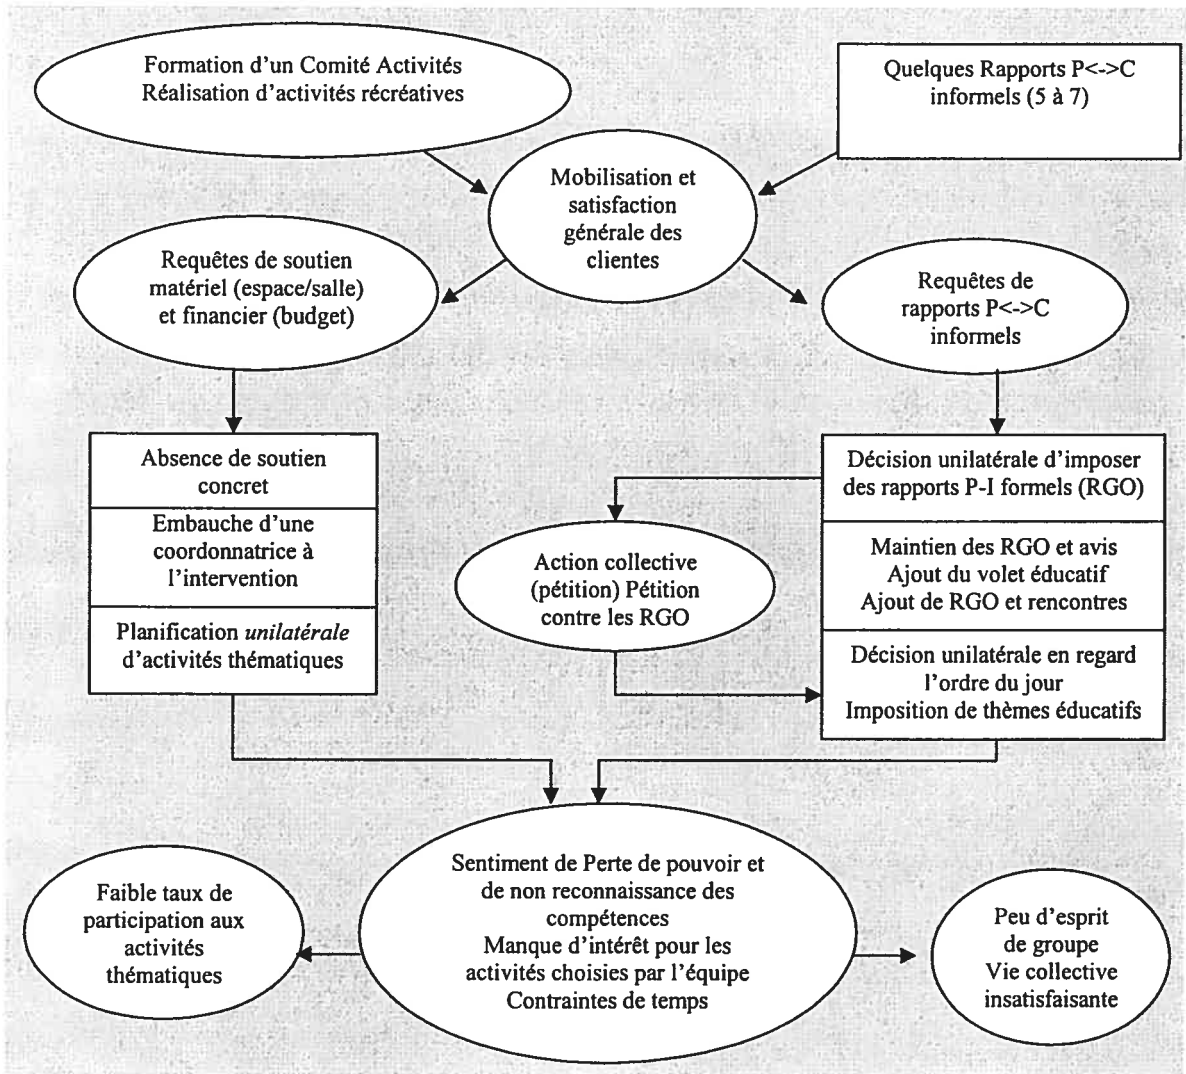 Formation d'un Comité Activités
Réalisation d'activités récréatives
Quelques Rapports P<->C
informels (5 à 7)
Mobilisation et
satisfaction
générale des
clientes
Requêtes de soutien
matériel (espace/salle)
et financier (budget)
Requêtes de
rapports P<->C
informels
Absence de soutien
concret
Embauche d'une
coordonnatrice à
l'intervention
Planification unilatérale
d'activités thématiques
Action collective
(pétition) Pétition
contre les RGO
Décision unilatérale d'imposer
des rapports P-I formels (RGO)
Maintien des RGO et avis
Ajout du volet éducatif
Ajout de RGO et rencontres
Décision unilatérale en regard
l'ordre du jour
Imposition de thèmes éducatifs
Sentiment de Perte de pouvoir et
de non reconnaissance des
compétences
Manque d'intérêt pour les
activités choisies par l'équipe
Contraintes de temps
Faible taux de
participation aux
activités
thématiques
Peu d'esprit
de groupe
Vie collective
insatisfaisante